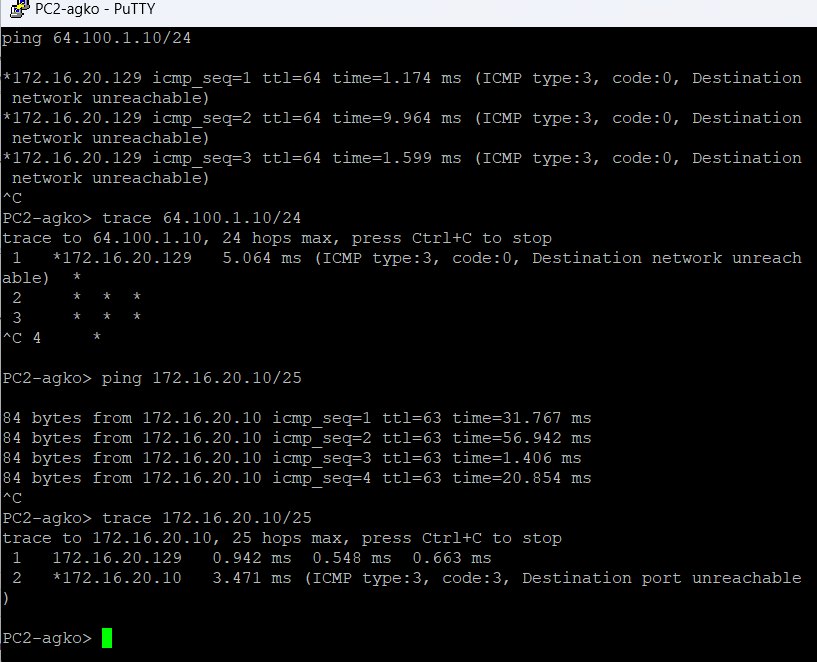 PC2-agko - PuTTY
ping 64.100.1.10/24
*172.16.20.129 icmp_seq=1 ttl=64 time=1.174 ms (ICMP type:3, code:0, Destination
network unreachable)
*172.16.20.129 icmp_seq=2 ttl=64 time=9.964 ms (ICMP type:3, code:0, Destination
network unreachable)
*172.16.20.129 icmp_seq=3 ttl=64 time=1.599 ms (ICMP type:3, code:0, Destination
network unreachable)
^C
PC2-agko> trace 64.100.1.10/24
trace to 64.100.1.10, 24 hops max, press Ctrl+C to stop
1   *172.16.20.129   5.064 ms (ICMP type:3, code:0, Destination network unreach
able)  *
2     *  *  *
3     *  *  *
^C 4     *
PC2-agko> ping 172.16.20.10/25
84 bytes from 172.16.20.10 icmp_seq=1 ttl=63 time=31.767 ms
84 bytes from 172.16.20.10 icmp_seq=2 ttl=63 time=56.942 ms
84 bytes from 172.16.20.10 icmp_seq=3 ttl=63 time=1.406 ms
84 bytes from 172.16.20.10 icmp_seq=4 ttl=63 time=20.854 ms
^C
PC2-agko> trace 172.16.20.10/25
trace to 172.16.20.10, 25 hops max, press Ctrl+C to stop
1   172.16.20.129   0.942 ms  0.548 ms  0.663 ms
2   *172.16.20.10   3.471 ms (ICMP type:3, code:3, Destination port unreachable
)
PC2-agko>